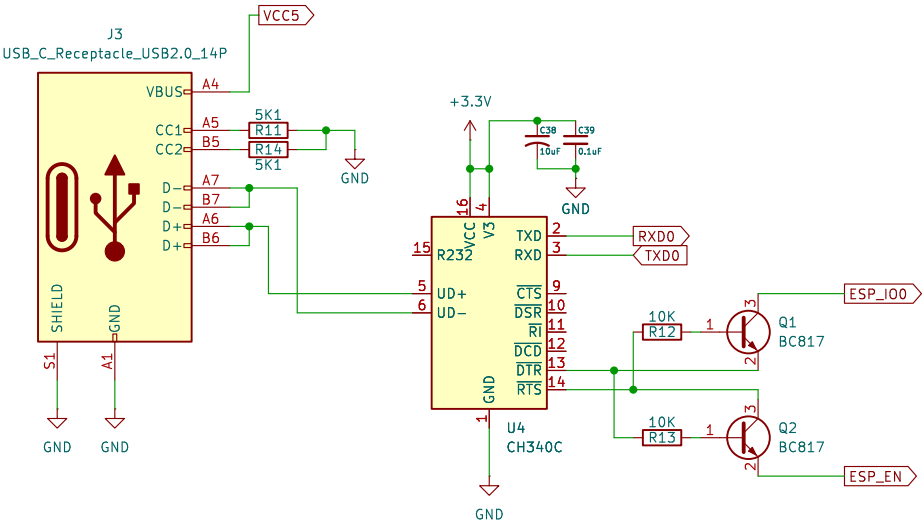 VCC5
J3
USB_C_Receptacle_USB2.0_14P
VBUS A4
CC1 A5
5K1
R11
CC2 B5
R14
5K1
GND
D- A7
D- B7
D+ A6
D+ B6
SHIELD
GND
S1
A1
GND
GND
+3.3V
C38
10uF
C39
0.1uF
GND
16
VCC
4
V3
15 R232
5 UD+
6 UD-
TXD 2
RXD0
RXD 3
TXD0
CTS 9
DSR 10
RI 11
DCD 12
DTR 13
RTS 14
GND
1
U4
CH340C
GND
10K
R12
1
3
2
Q1
BC817
ESP_IO0
10K
R13
1
3
2
Q2
BC817
ESP_EN